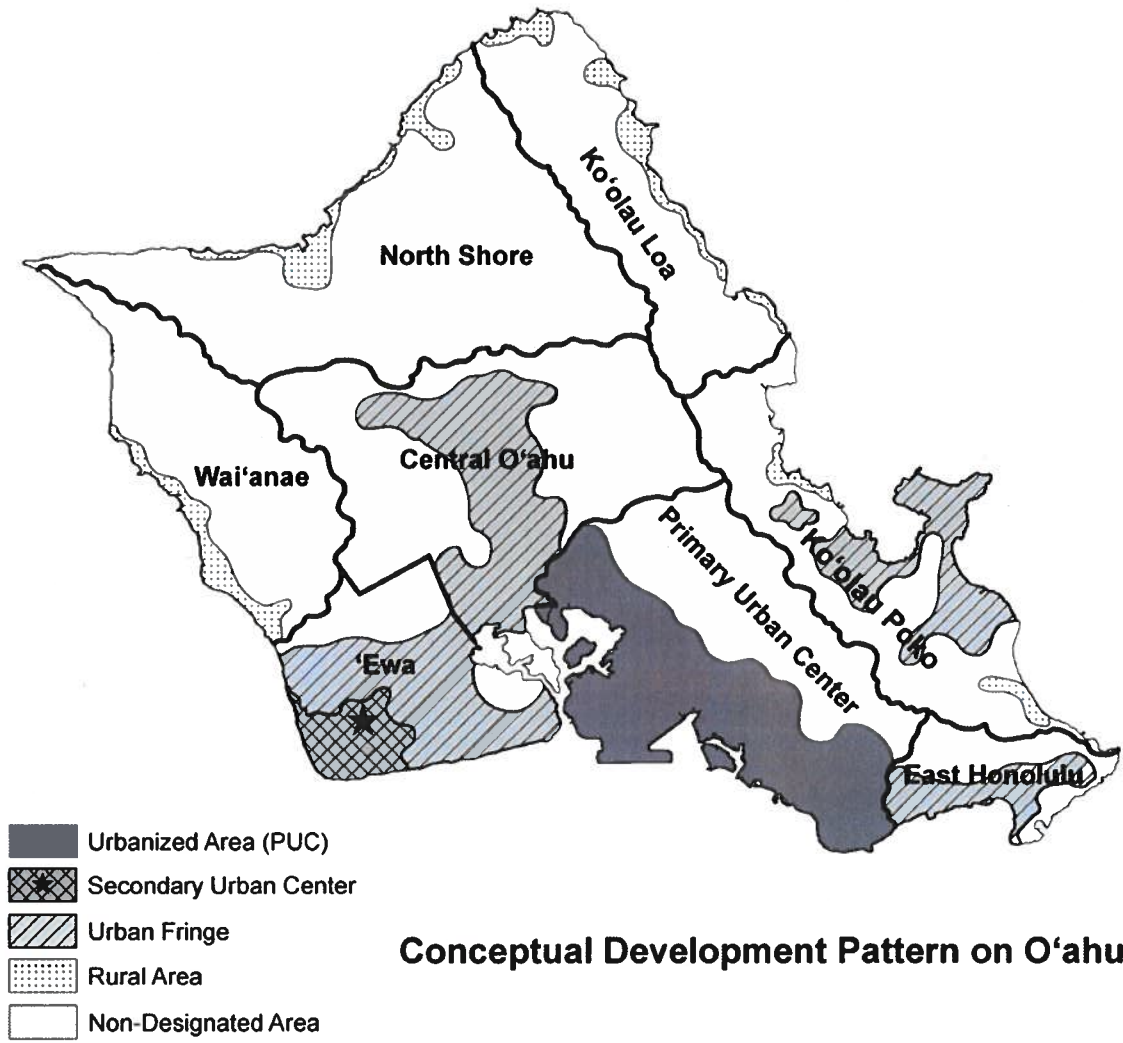 Ko‘olau Loa
North Shore
Wai‘anae
Central O‘ahu
Primary Urban Center
Ko‘olau Poko
‘Ewa
East Honolulu
Urbanized Area (PUC)
Secondary Urban Center
Urban Fringe
Rural Area
Non-Designated Area
Conceptual Development Pattern on O‘ahu